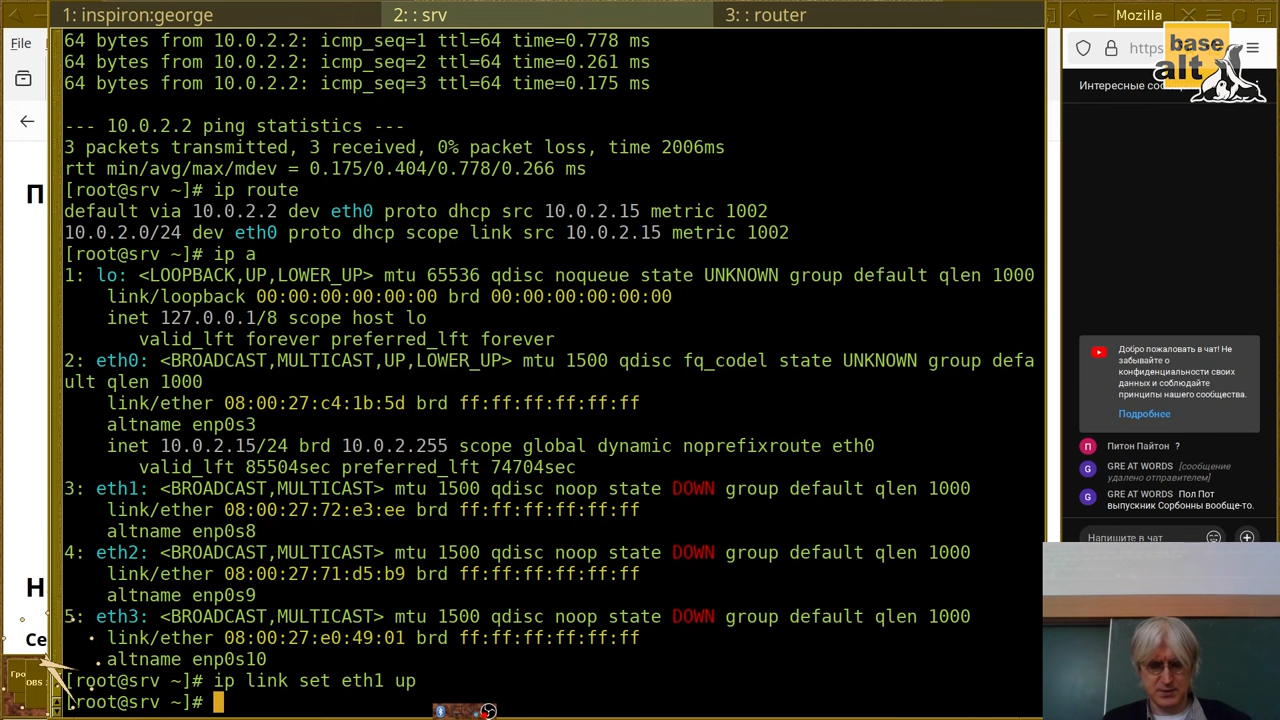 1: inspiron:george
2: : srv
3: : router
Mozilla
File
https
base
alt
Интересные соо
64 bytes from 10.0.2.2: icmp_seq=1 ttl=64 time=0.778 ms
64 bytes from 10.0.2.2: icmp_seq=2 ttl=64 time=0.261 ms
64 bytes from 10.0.2.2: icmp_seq=3 ttl=64 time=0.175 ms
--- 10.0.2.2 ping statistics ---
3 packets transmitted, 3 received, 0% packet loss, time 2006ms
rtt min/avg/max/mdev = 0.175/0.404/0.778/0.266 ms
[root@srv ~]# ip route
default via 10.0.2.2 dev eth0 proto dhcp src 10.0.2.15 metric 1002
10.0.2.0/24 dev eth0 proto dhcp scope link src 10.0.2.15 metric 1002
[root@srv ~]# ip a
1: lo: <LOOPBACK,UP,LOWER_UP> mtu 65536 qdisc noqueue state UNKNOWN group default qlen 1000
link/loopback 00:00:00:00:00:00 brd 00:00:00:00:00:00
inet 127.0.0.1/8 scope host lo
valid_lft forever preferred_lft forever
2: eth0: <BROADCAST,MULTICAST,UP,LOWER_UP> mtu 1500 qdisc fq_codel state UNKNOWN group defa
ult qlen 1000
link/ether 08:00:27:c4:1b:5d brd ff:ff:ff:ff:ff:ff
altname enp0s3
inet 10.0.2.15/24 brd 10.0.2.255 scope global dynamic noprefixroute eth0
valid_lft 85504sec preferred_lft 74704sec
3: eth1: <BROADCAST,MULTICAST> mtu 1500 qdisc noop state DOWN group default qlen 1000
link/ether 08:00:27:72:e3:ee brd ff:ff:ff:ff:ff:ff
altname enp0s8
4: eth2: <BROADCAST,MULTICAST> mtu 1500 qdisc noop state DOWN group default qlen 1000
link/ether 08:00:27:71:d5:b9 brd ff:ff:ff:ff:ff:ff
altname enp0s9
5: eth3: <BROADCAST,MULTICAST> mtu 1500 qdisc noop state DOWN group default qlen 1000
link/ether 08:00:27:e0:49:01 brd ff:ff:ff:ff:ff:ff
altname enp0s10
[root@srv ~]# ip link set eth1 up
[root@srv ~]#
П
Н
Се
Гро
OBS
Добро пожаловать в чат! Не
забывайте о
конфиденциальности своих
данных и соблюдайте
принципы нашего сообщества.
Подробнее
П
Питон Пайтон ?
G
GRE AT WORDS [сообщение
удалено отправителем]
G
GRE AT WORDS Пол Пот
выпускник Сорбонны вообще-то.
Напишите в чат